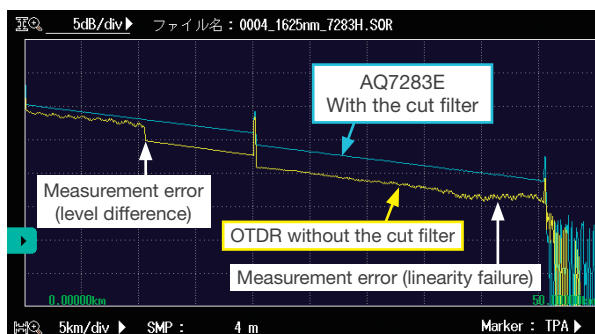 5dB/div ファイル名：0004_1625nm_7283H.SOR
AQ7283E
With the cut filter
Measurement error
(level difference)
OTDR without the cut filter
Measurement error (linearity failure)
0.00000km
50.
5km/div SMP : 4 m Marker : TPA